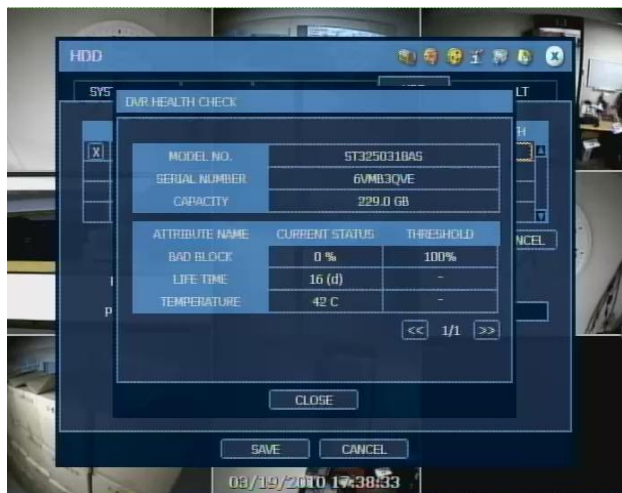 HDD
SYS
LT
DVR HEALTH CHECK
TH
X
MODEL NO. ST3250318AS
SERIAL NUMBER 6VMB3QVE
CAPACITY 229.0 GB
ATTRIBUTE NAME CURRENT STATUS THRESHOLD
NCEL
BAD BLOCK 0 % 100%
LIFE TIME 16 (d) -
TEMPERATURE 42 C -
P
<< 1/1 >>
CLOSE
SAVE CANCEL
03/19/2010 17:38:33